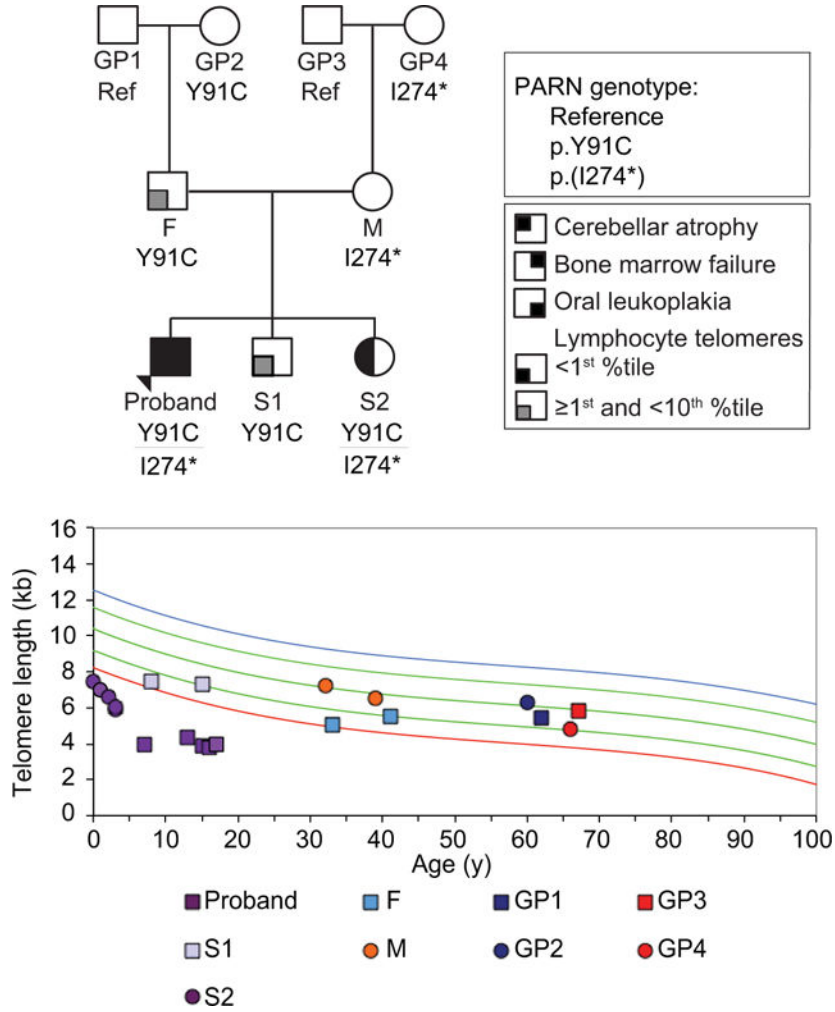 GP1 GP2 GP3 GP4
Ref Y91C Ref I274*
PARN genotype:
Reference
p.Y91C
p.(I274*)
F M
Y91C I274*
Cerebellar atrophy
Bone marrow failure
Oral leukoplakia
Lymphocyte telomeres
<1st %tile
≥1st and <10th %tile
Proband S1 S2
Y91C Y91C Y91C
I274* I274*
Telomere length (kb)
16
14
12
10
8
6
4
2
0
0 10 20 30 40 50 60 70 80 90 100
Age (y)
Proband F GP1 GP3
S1 M GP2 GP4
S2